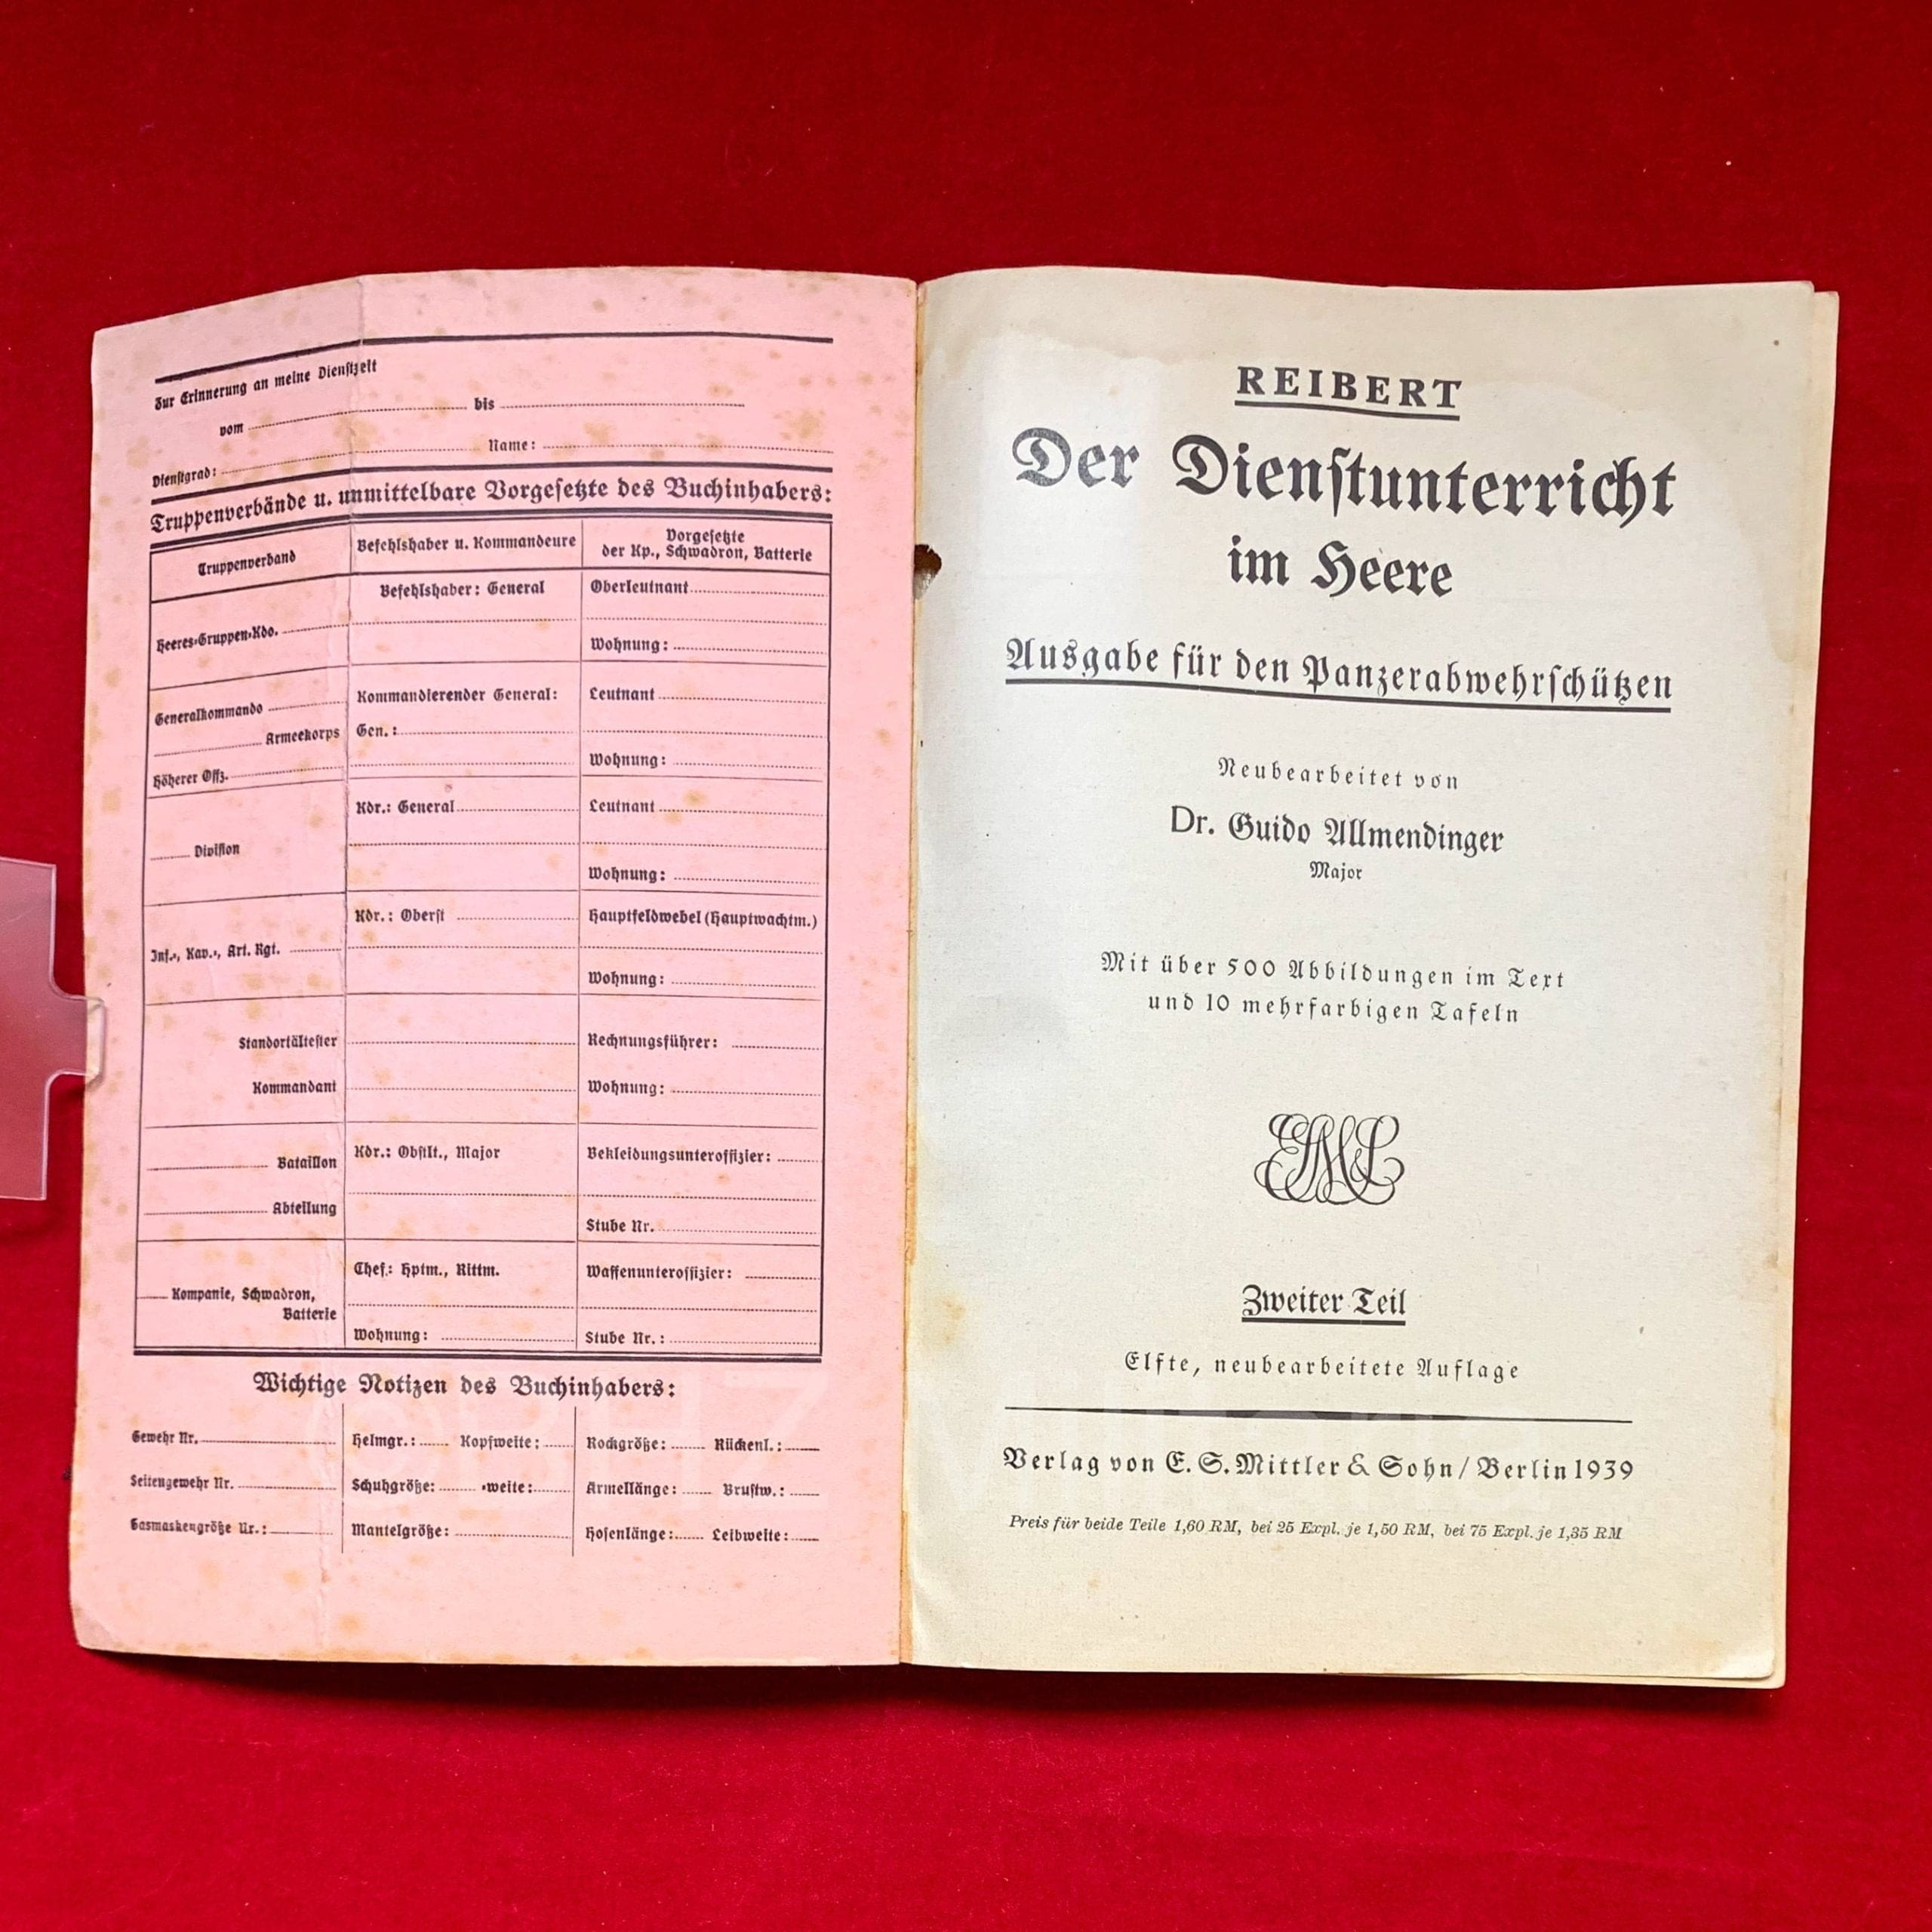 Zur Erinnerung an meine Dienstzeit
vom bis
Dienstgrad: Name:
Truppenverbände u. unmittelbare Vorgesetzte des Buchinhabers:
Truppenverband Befehlshaber u. Kommandeure Vorgesetzte der Kp., Schwadron, Batterie
Heeres-Gruppen-Kdo. Befehlshaber: General Oberleutnant
Wohnung:
Generalkommando Kommandierender General: Leutnant
Armeekorps Gen.:
Höherer Offz. Wohnung:
Kdr.: General Leutnant
Division
Wohnung:
Kdr.: Oberst Hauptfeldwebel (Hauptwachtm.)
Inf.-, Kav.-, Art. Rgt.
Wohnung:
Standortältester Rechnungsführer:
Kommandant Wohnung:
Bataillon Kdr.: Obstlt., Major Bekleidungsunteroffizier:
Abteilung
Stube Nr.
Chef.: Hptm., Rittm. Waffenunteroffizier:
Kompanie, Schwadron,
Batterie
Wohnung: Stube Nr.:
Wichtige Notizen des Buchinhabers:
Gewehr Nr. Helmgr.: Kopfweite: Rockgröße: Rückenl.:
Seitengewehr Nr. Schuhgröße: -weite: Ärmellänge: Brustw.:
Gasmaskengröße Nr.: Mantelgröße: Hosenlänge: Leibweite:
REIBERT
Der Dienstunterricht
im Heere
Ausgabe für den Panzerabwehrschützen
Neubearbeitet von
Dr. Guido Allmendinger
Major
Mit über 500 Abbildungen im Text
und 10 mehrfarbigen Tafeln
Zweiter Teil
Elfte, neubearbeitete Auflage
Verlag von E. S. Mittler & Sohn / Berlin 1939
Preis für beide Teile 1,60 RM, bei 25 Expl. je 1,50 RM, bei 75 Expl. je 1,35 RM